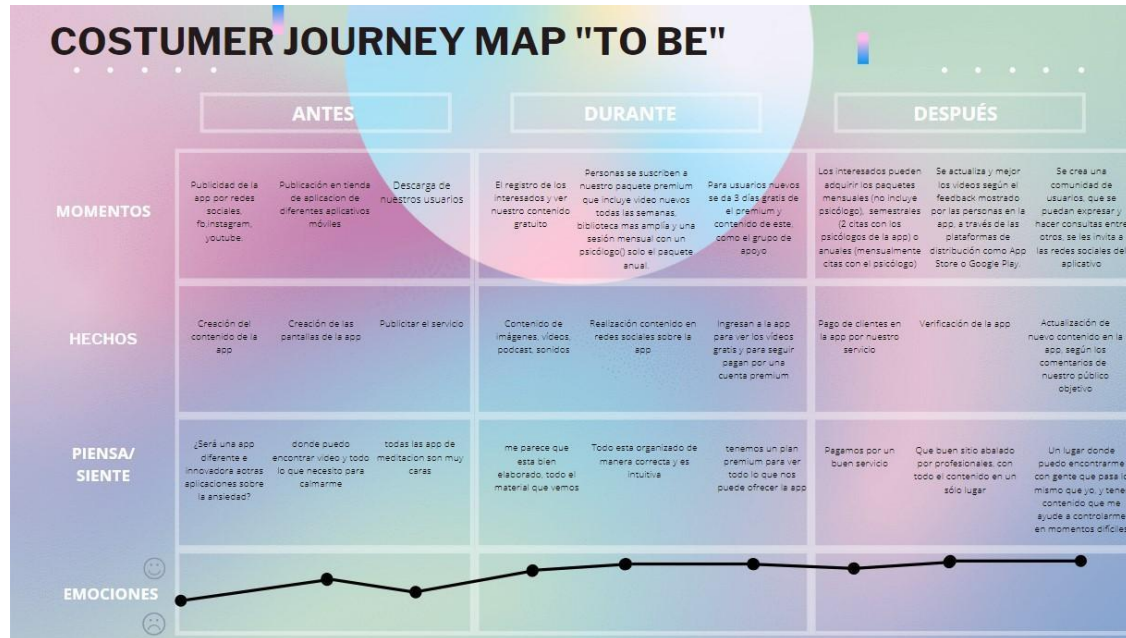 COSTUMER JOURNEY MAP "TO BE"
ANTES
DURANTE
DESPUÉS
MOMENTOS
Publicidad de la
app por redes
sociales,
fb,instagram,
youtube.
Publicación en tienda
de aplicacion de
diferentes aplicativos
móviles
Descarga de
nuestros usuarios
El registro de los
interesados y ver
nuestro contenido
gratuito
Personas se suscriben a
nuestro paquete premium
que incluye video nuevos
todas las semanas,
biblioteca mas amplía y una
sesión mensual con un
psicólogo() solo el paquete
anual.
Para usuarios nuevos
se da 3 días gratis de
el premium y
contenido de este,
como el grupo de
apoyo
Los interesados pueden
adquirir los paquetes
mensuales (no incluye
psicólogo), semestrales
(2 citas con los
psicólogos de la app) o
anuales (mensualmente
citas con el psicólogo)
Se actualiza y mejor
los videos según el
feedback mostrado
por las personas en la
app, a través de las
plataformas de
distribución como App
Store o Google Play.
Se crea una
comunidad de
usuarios, que se
puedan expresar y
hacer consultas entre
otros, se les invita a
las redes sociales del
aplicativo
HECHOS
Creación del
contenido de la
app
Creación de las
pantallas de la app
Publicitar el servicio
Contenido de
imágenes, vídeos,
podcast, sonidos
Realización contenido en
redes sociales sobre la
app
Ingresan a la app
para ver los vídeos
gratis y para seguir
pagan por una
cuenta premium
Pago de clientes en
la app por nuestro
servicio
Verificación de la app
Actualización de
nuevo contenido en la
app, según los
comentarios de
nuestro público
objetivo
PIENSA/
SIENTE
¿Será una app
diferente e
innovadora aotras
aplicaciones sobre
la ansiedad?
donde puedo
encontrar video y todo
lo que necesito para
calmarme
todas las app de
meditacion son muy
caras
me parece que
esta bien
elaborado, todo el
material que vemos
Todo esta organizado de
manera correcta y es
intuitiva
tenemos un plan
premium para ver
todo lo que nos
puede ofrecer la app
Pagamos por un
buen servicio
Que buen sitio abalado
por profesionales, con
todo el contenido en un
sólo lugar
Un lugar donde
puedo encontrarme
con gente que pasa lo
mismo que yo, y tener
contenido que me
ayude a controlarme
en momentos difíciles
EMOCIONES